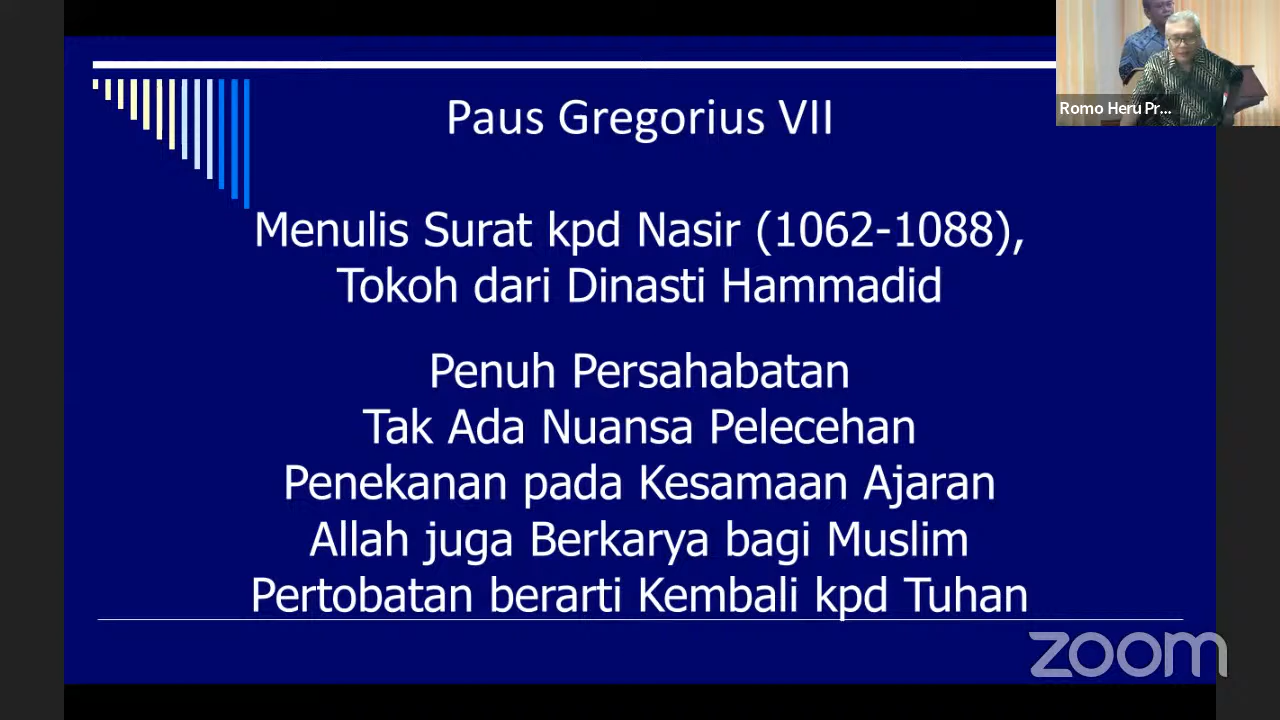 Romo Heru Pr...
Paus Gregorius VII
Menulis Surat kpd Nasir (1062-1088),
Tokoh dari Dinasti Hammadid
Penuh Persahabatan
Tak Ada Nuansa Pelecehan
Penekanan pada Kesamaan Ajaran
Allah juga Berkarya bagi Muslim
Pertobatan berarti Kembali kpd Tuhan
zoom